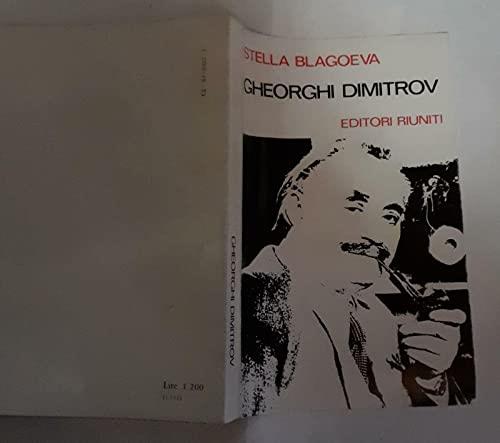 STELLA BLAGOEVA
GHEORGHI DIMITROV
EDITORI RIUNITI
GHEORGHI DIMITROV
Lire 1 200